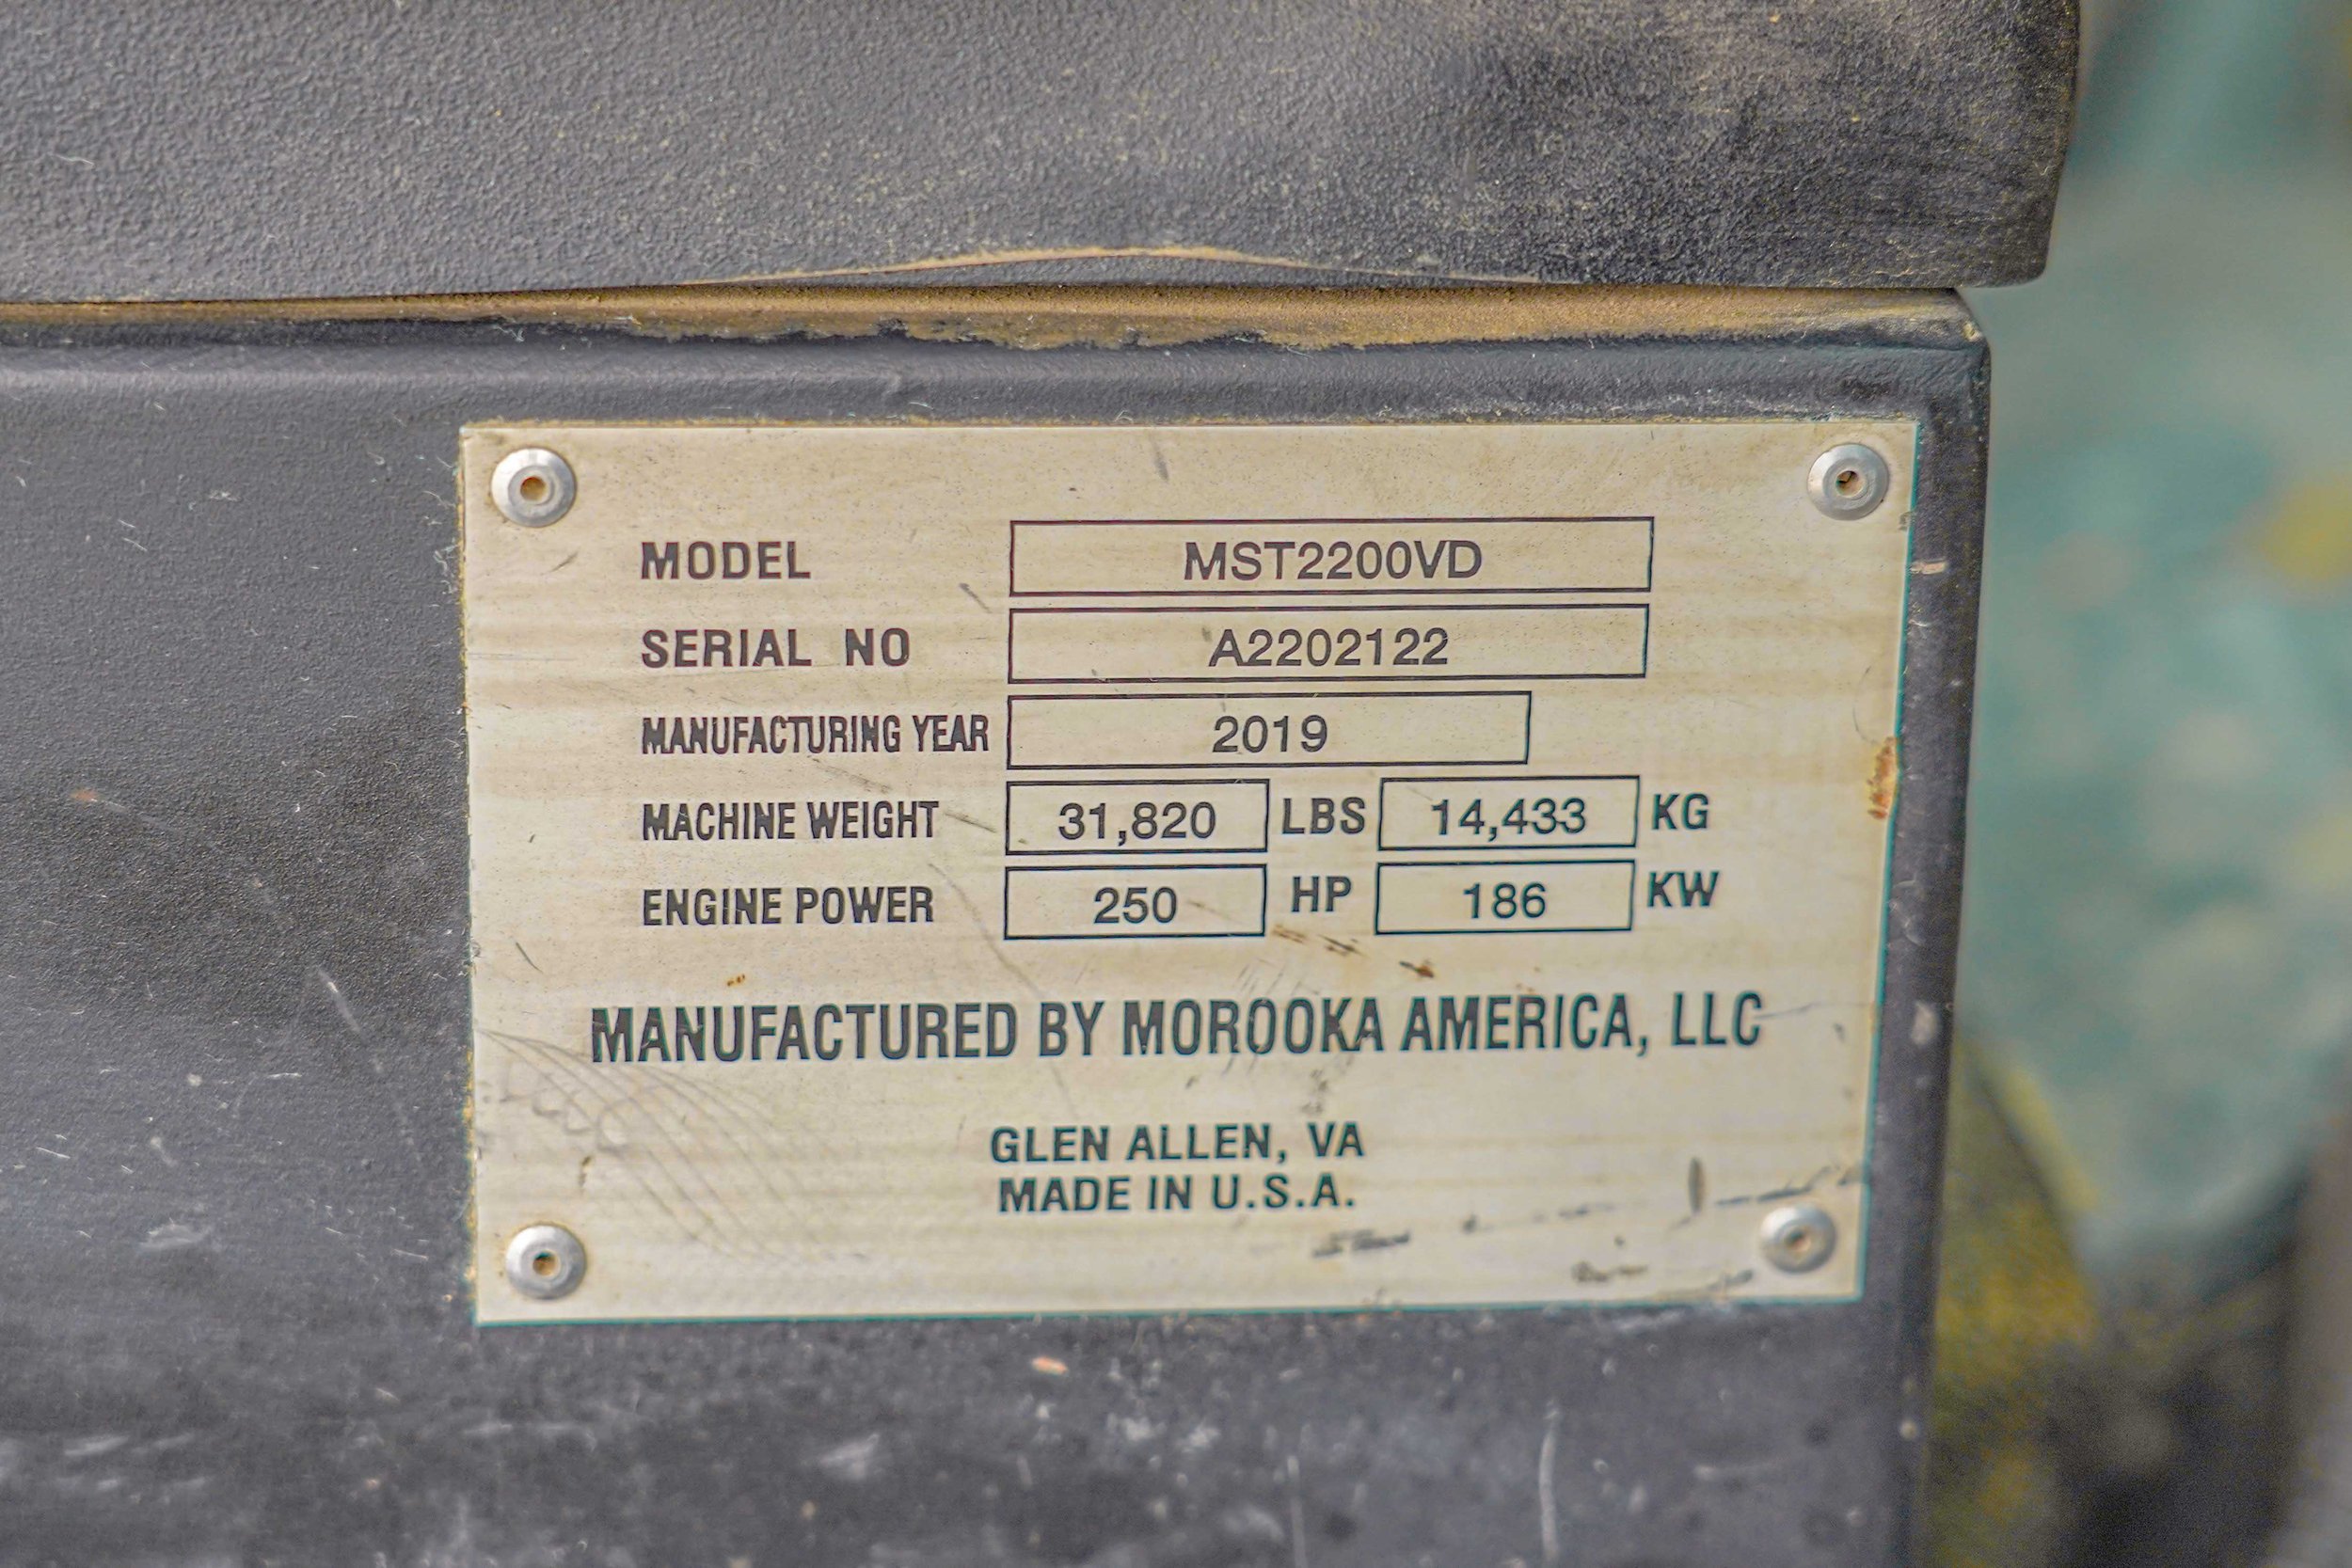 MODEL MST2200VD
SERIAL NO A2202122
MANUFACTURING YEAR 2019
MACHINE WEIGHT 31,820 LBS 14,433 KG
ENGINE POWER 250 HP 186 KW
MANUFACTURED BY MOROOKA AMERICA, LLC
GLEN ALLEN, VA
MADE IN U.S.A.